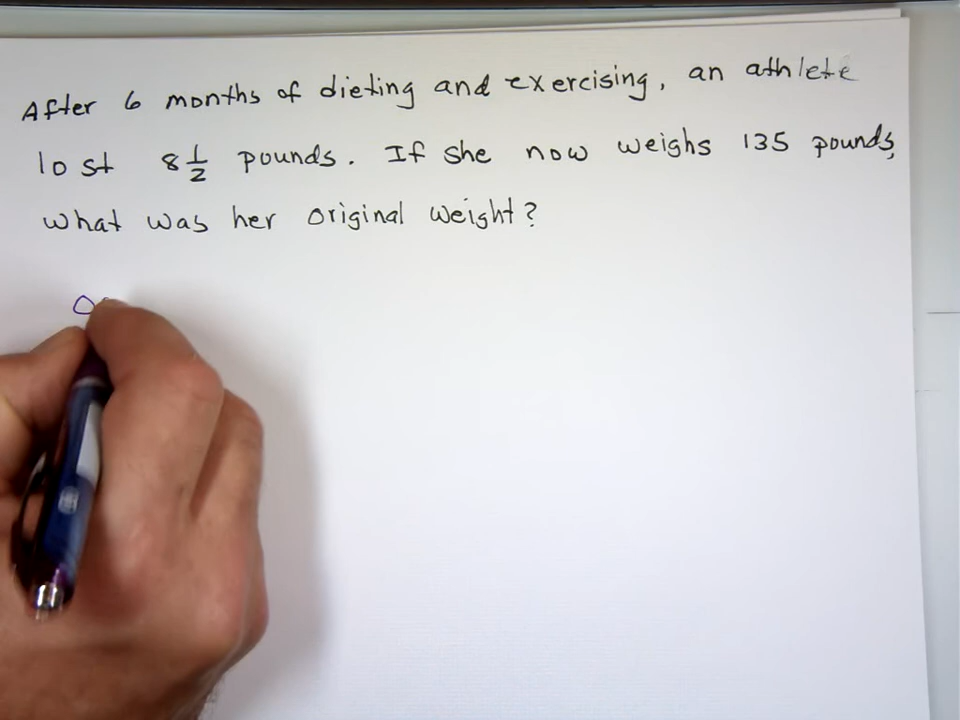 After 6 months of dieting and exercising, an athlete
lost 8 1/2 pounds. If she now weighs 135 pounds,
what was her original weight?